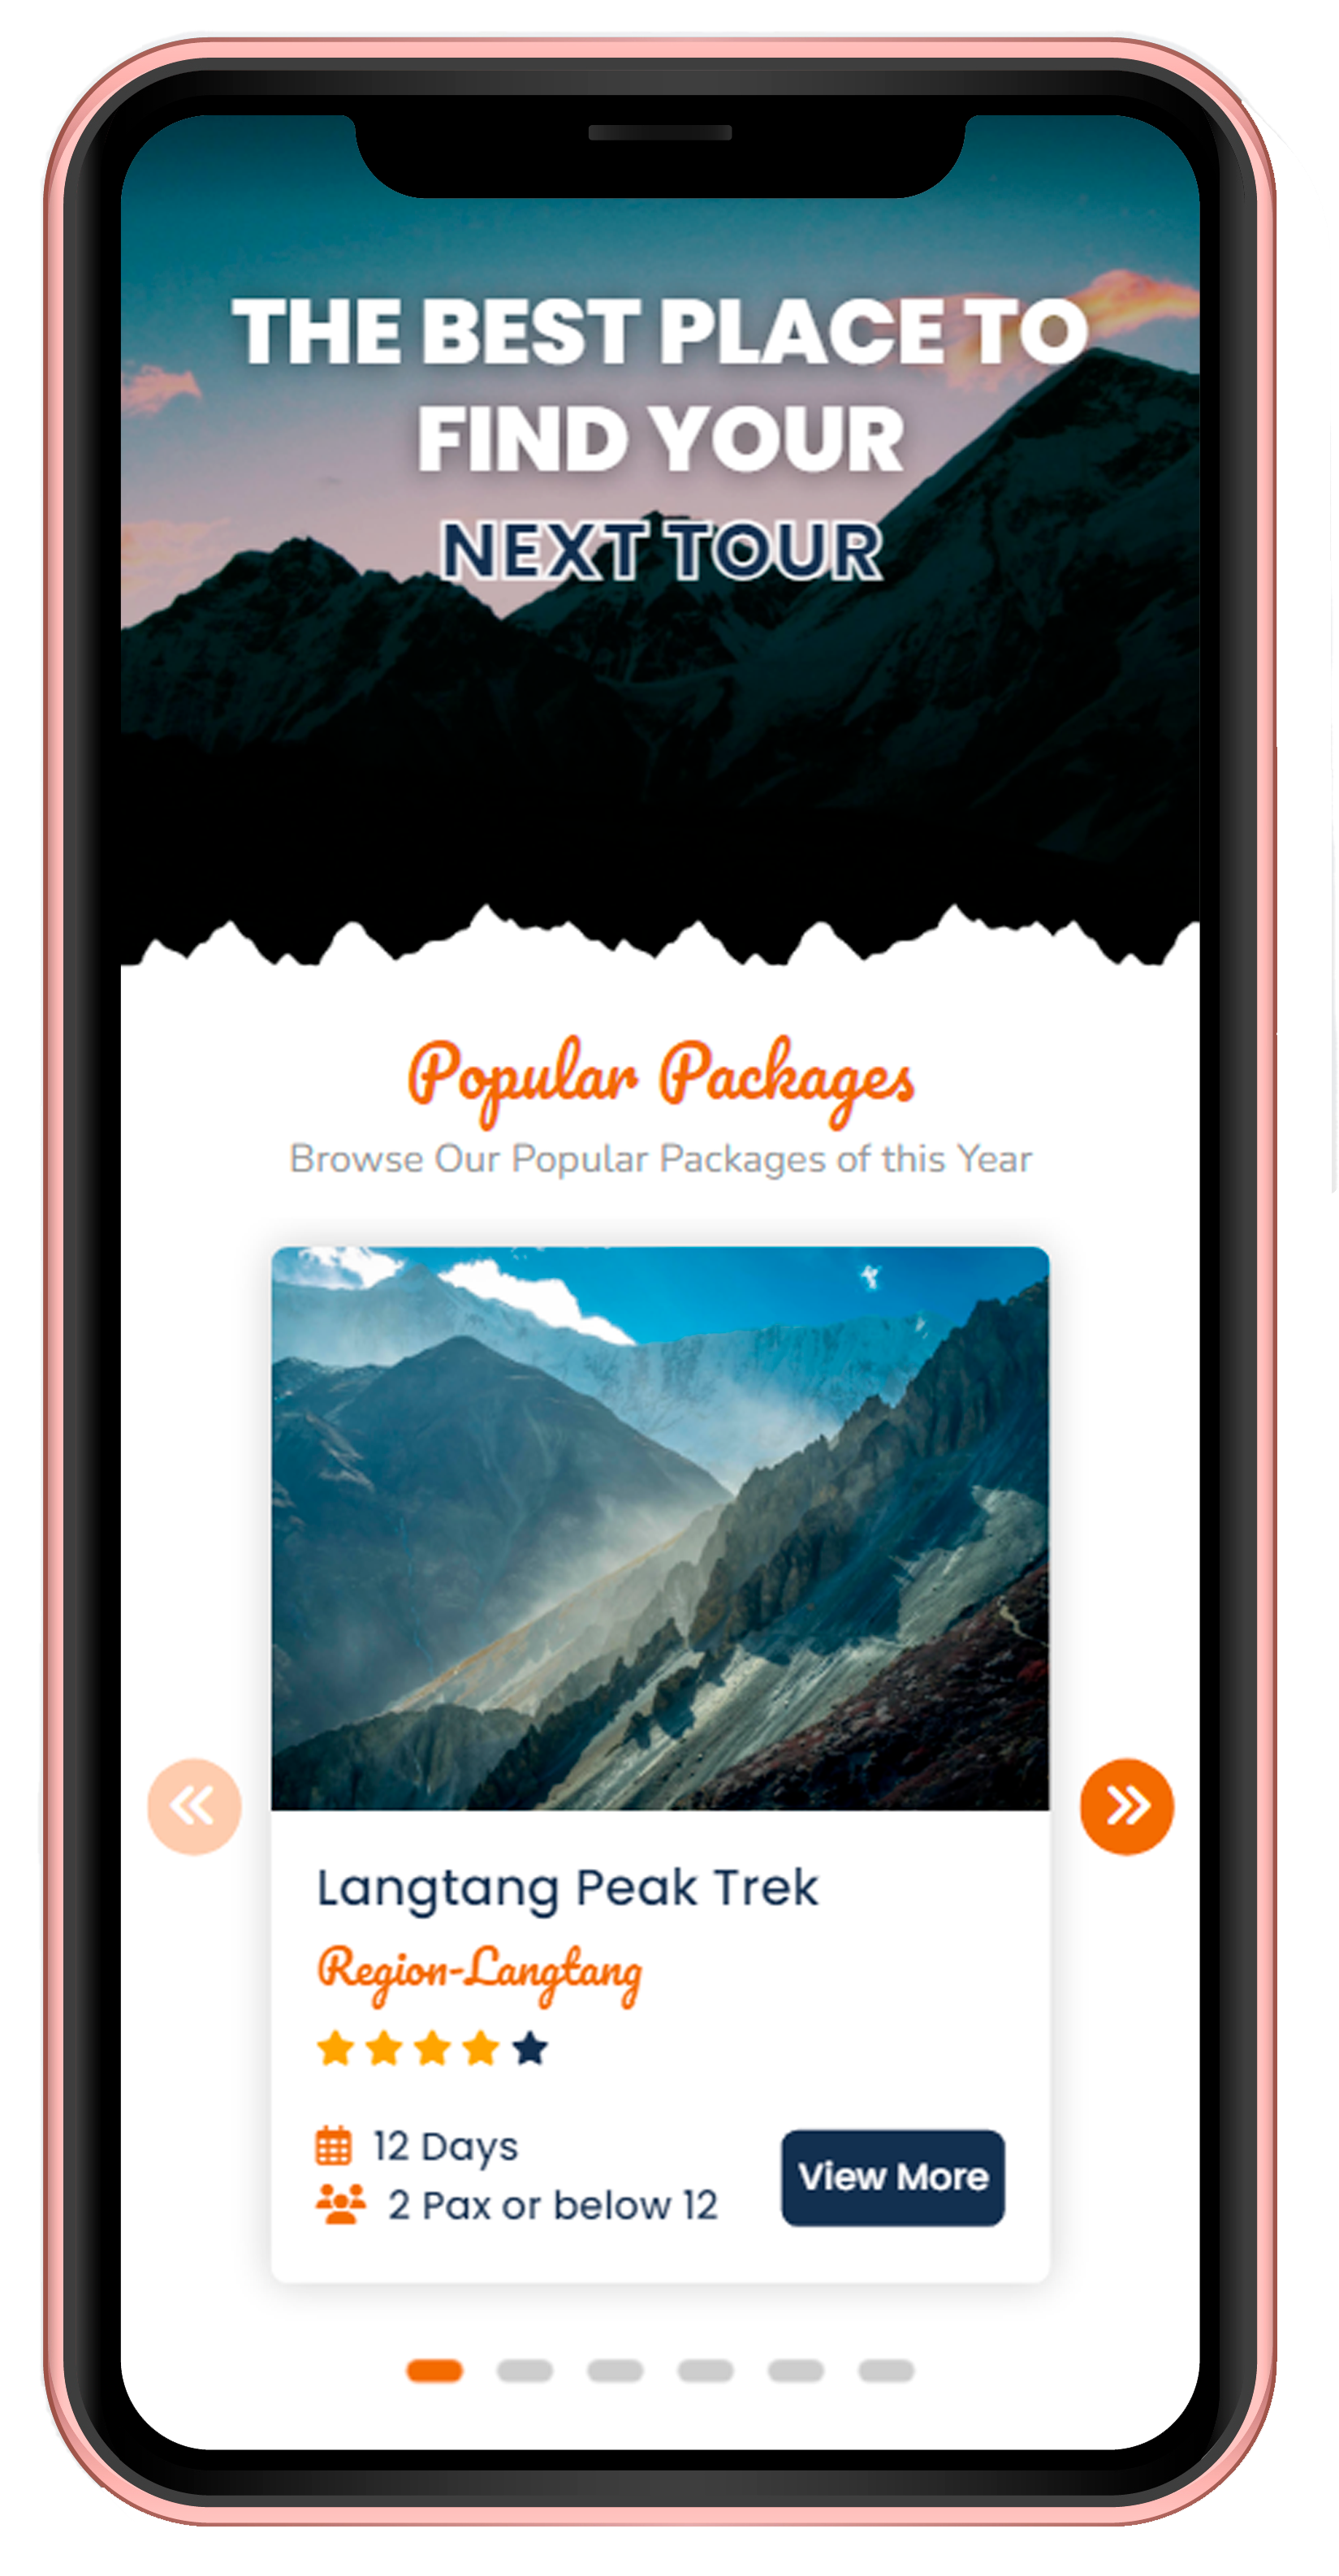 THE BEST PLACE TO
FIND YOUR
NEXT TOUR
Popular Packages
Browse Our Popular Packages of this Year
Langtang Peak Trek
Region-Langtang
12 Days
2 Pax or below 12
View More